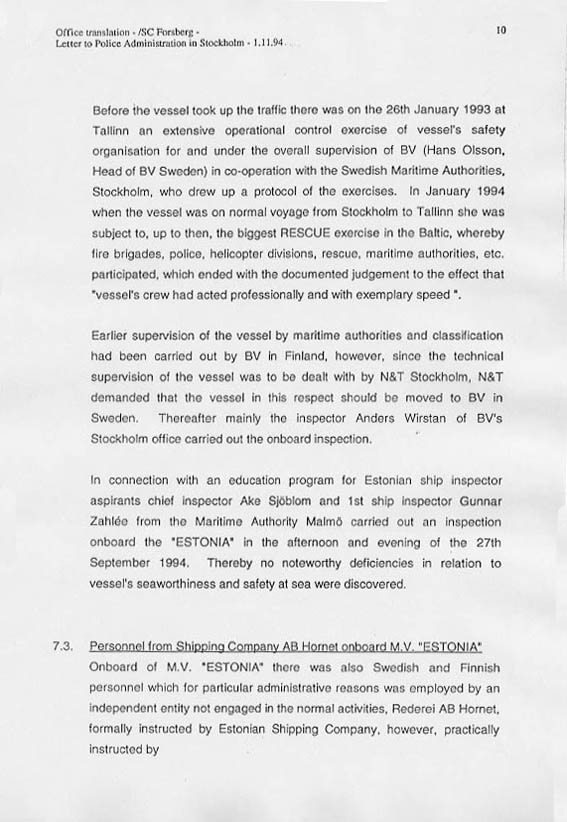 Office translation - /SC Forsberg -
Letter to Police Administration in Stockholm - 1.11.94
10
Before the vessel took up the traffic there was on the 26th January 1993 at
Tallinn an extensive operational control exercise of vessel's safety
organisation for and under the overall supervision of BV (Hans Olsson,
Head of BV Sweden) in co-operation with the Swedish Maritime Authorities,
Stockholm, who drew up a protocol of the exercises. In January 1994
when the vessel was on normal voyage from Stockholm to Tallinn she was
subject to, up to then, the biggest RESCUE exercise in the Baltic, whereby
fire brigades, police, helicopter divisions, rescue, maritime authorities, etc.
participated, which ended with the documented judgement to the effect that
"vessel's crew had acted professionally and with exemplary speed ".
Earlier supervision of the vessel by maritime authorities and classification
had been carried out by BV in Finland, however, since the technical
supervision of the vessel was to be dealt with by N&T Stockholm, N&T
demanded that the vessel in this respect should be moved to BV in
Sweden. Thereafter mainly the inspector Anders Wirstan of BV's
Stockholm office carried out the onboard inspection.
In connection with an education program for Estonian ship inspector
aspirants chief inspector Ake Sjöblom and 1st ship inspector Gunnar
Zahlée from the Maritime Authority Malmö carried out an inspection
onboard the "ESTONIA" in the afternoon and evening of the 27th
September 1994. Thereby no noteworthy deficiencies in relation to
vessel's seaworthiness and safety at sea were discovered.
7.3. Personnel from Shipping Company AB Hornet onboard M.V. "ESTONIA"
Onboard of M.V. "ESTONIA" there was also Swedish and Finnish
personnel which for particular administrative reasons was employed by an
independent entity not engaged in the normal activities, Rederei AB Hornet,
formally instructed by Estonian Shipping Company, however, practically
instructed by